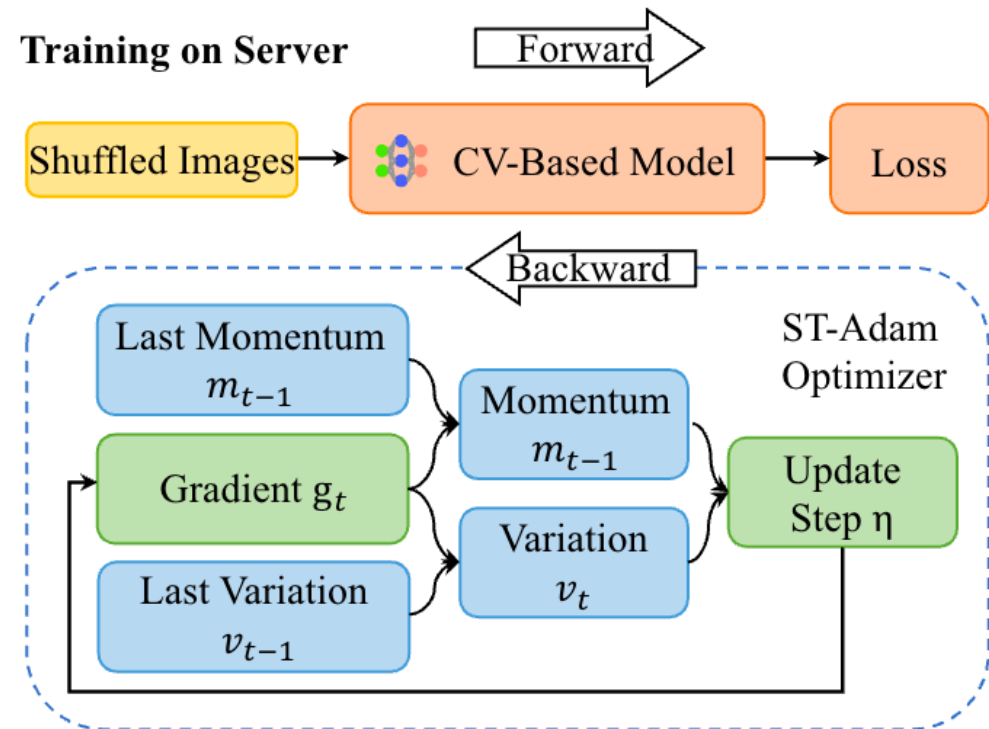 Training on Server
Forward
Shuffled Images
CV-Based Model
Loss
Backward
ST-Adam
Optimizer
Last Momentum
m_{t−1}
Gradient g_t
Last Variation
v_{t−1}
Momentum
m_{t−1}
Variation
v_t
Update
Step η